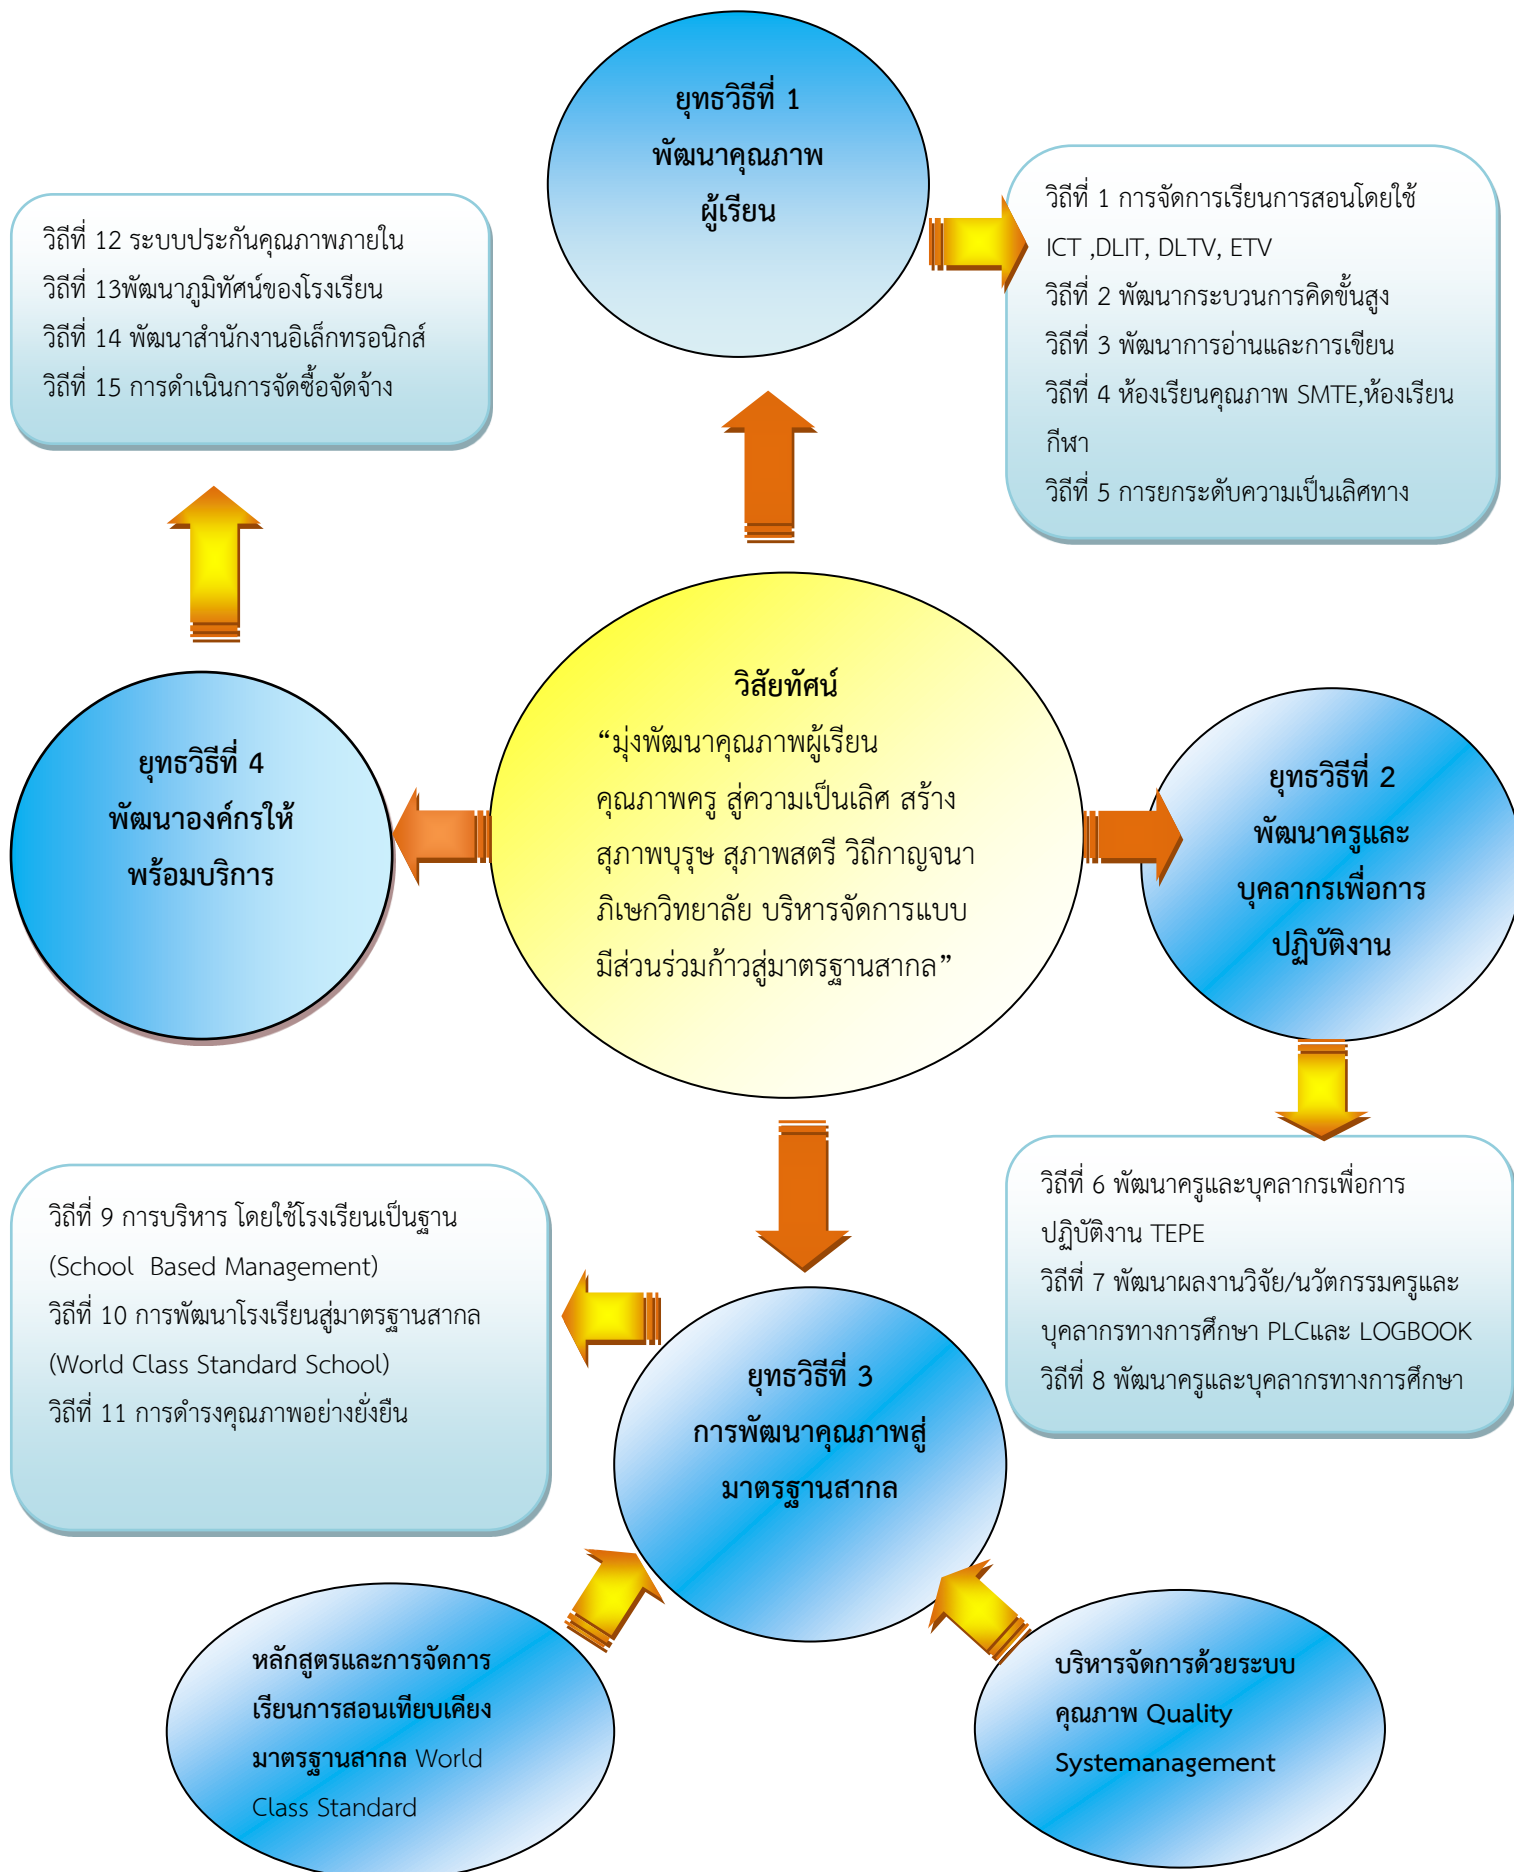 ยุทธวิธีที่ 1
พัฒนาคุณภาพ
ผู้เรียน
วิถีที่ 1 การจัดการเรียนการสอนโดยใช้
ICT ,DLIT, DLTV, ETV
วิถีที่ 2 พัฒนากระบวนการคิดขั้นสูง
วิถีที่ 3 พัฒนาการอ่านและการเขียน
วิถีที่ 4 ห้องเรียนคุณภาพ SMTE,ห้องเรียน
กีฬา
วิถีที่ 5 การยกระดับความเป็นเลิศทาง
วิถีที่ 12 ระบบประกันคุณภาพภายใน
วิถีที่ 13พัฒนาภูมิทัศน์ของโรงเรียน
วิถีที่ 14 พัฒนาสำนักงานอิเล็กทรอนิกส์
วิถีที่ 15 การดำเนินการจัดซื้อจัดจ้าง
วิสัยทัศน์
“มุ่งพัฒนาคุณภาพผู้เรียน
คุณภาพครู สู่ความเป็นเลิศ สร้าง
สุภาพบุรุษ สุภาพสตรี วิถีกาญจนา
ภิเษกวิทยาลัย บริหารจัดการแบบ
มีส่วนร่วมก้าวสู่มาตรฐานสากล”
ยุทธวิธีที่ 4
พัฒนาองค์กรให้
พร้อมบริการ
ยุทธวิธีที่ 2
พัฒนาครูและ
บุคลากรเพื่อการ
ปฏิบัติงาน
วิถีที่ 6 พัฒนาครูและบุคลากรเพื่อการ
ปฏิบัติงาน TEPE
วิถีที่ 7 พัฒนาผลงานวิจัย/นวัตกรรมครูและ
บุคลากรทางการศึกษา PLCและ LOGBOOK
วิถีที่ 8 พัฒนาครูและบุคลากรทางการศึกษา
วิถีที่ 9 การบริหาร โดยใช้โรงเรียนเป็นฐาน
(School  Based Management)
วิถีที่ 10 การพัฒนาโรงเรียนสู่มาตรฐานสากล
(World Class Standard School)
วิถีที่ 11 การดำรงคุณภาพอย่างยั่งยืน
ยุทธวิธีที่ 3
การพัฒนาคุณภาพสู่
มาตรฐานสากล
หลักสูตรและการจัดการ
เรียนการสอนเทียบเคียง
มาตรฐานสากล World
Class Standard
บริหารจัดการด้วยระบบ
คุณภาพ Quality
Systemanagement